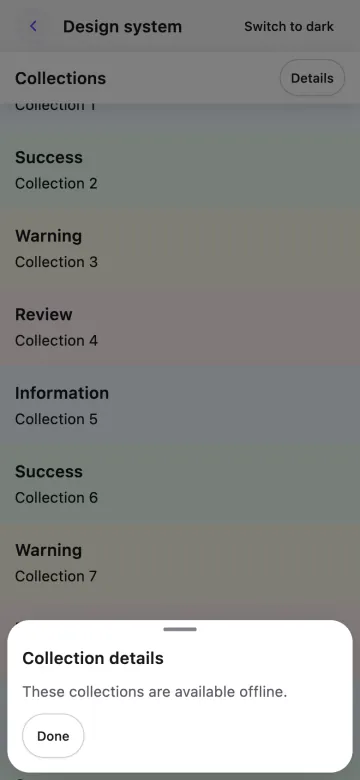 Design system
Switch to dark
Collections
Details
Collection 1
Success
Collection 2
Warning
Collection 3
Review
Collection 4
Information
Collection 5
Success
Collection 6
Warning
Collection 7
Collection details
These collections are available offline.
Done